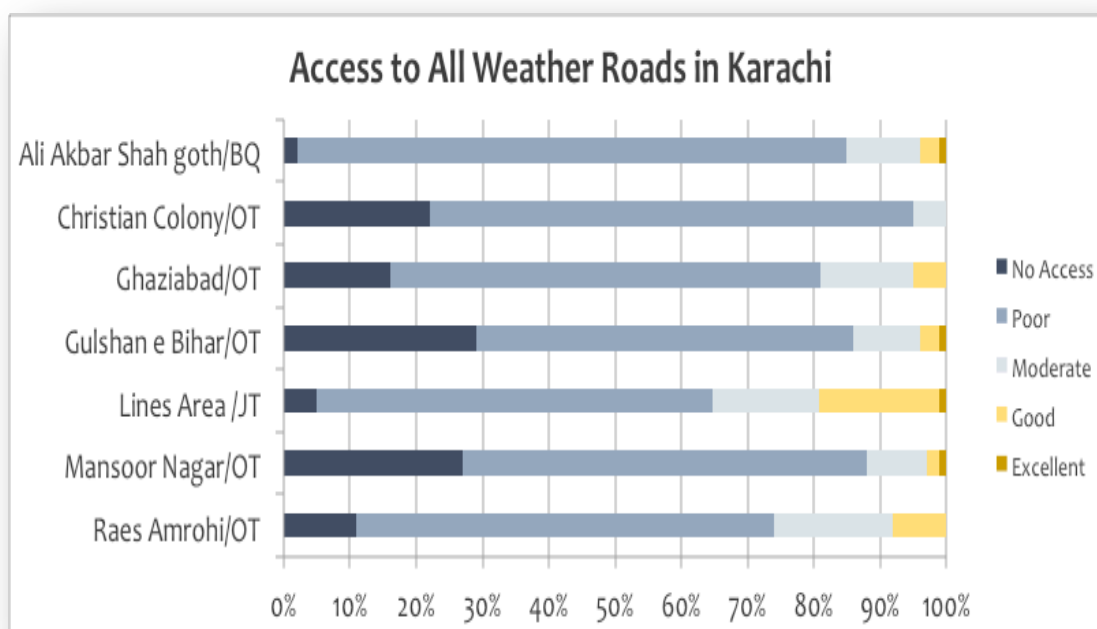 Access to All Weather Roads in Karachi
Ali Akbar Shah goth/BQ
Christian Colony/OT
Ghaziabad/OT
Gulshan e Bihar/OT
Lines Area /JT
Mansoor Nagar/OT
Raes Amrohi/OT
0% 10% 20% 30% 40% 50% 60% 70% 80% 90% 100%
No Access
Poor
Moderate
Good
Excellent